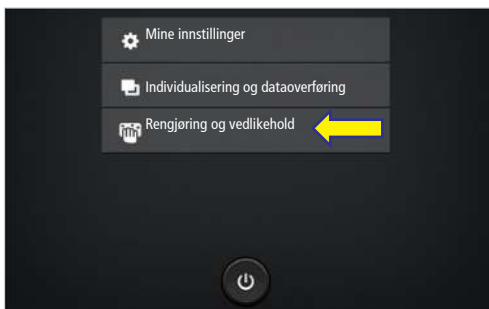 Mine innstillinger
Individualisering og dataoverføring
Rengjøring og vedlikehold